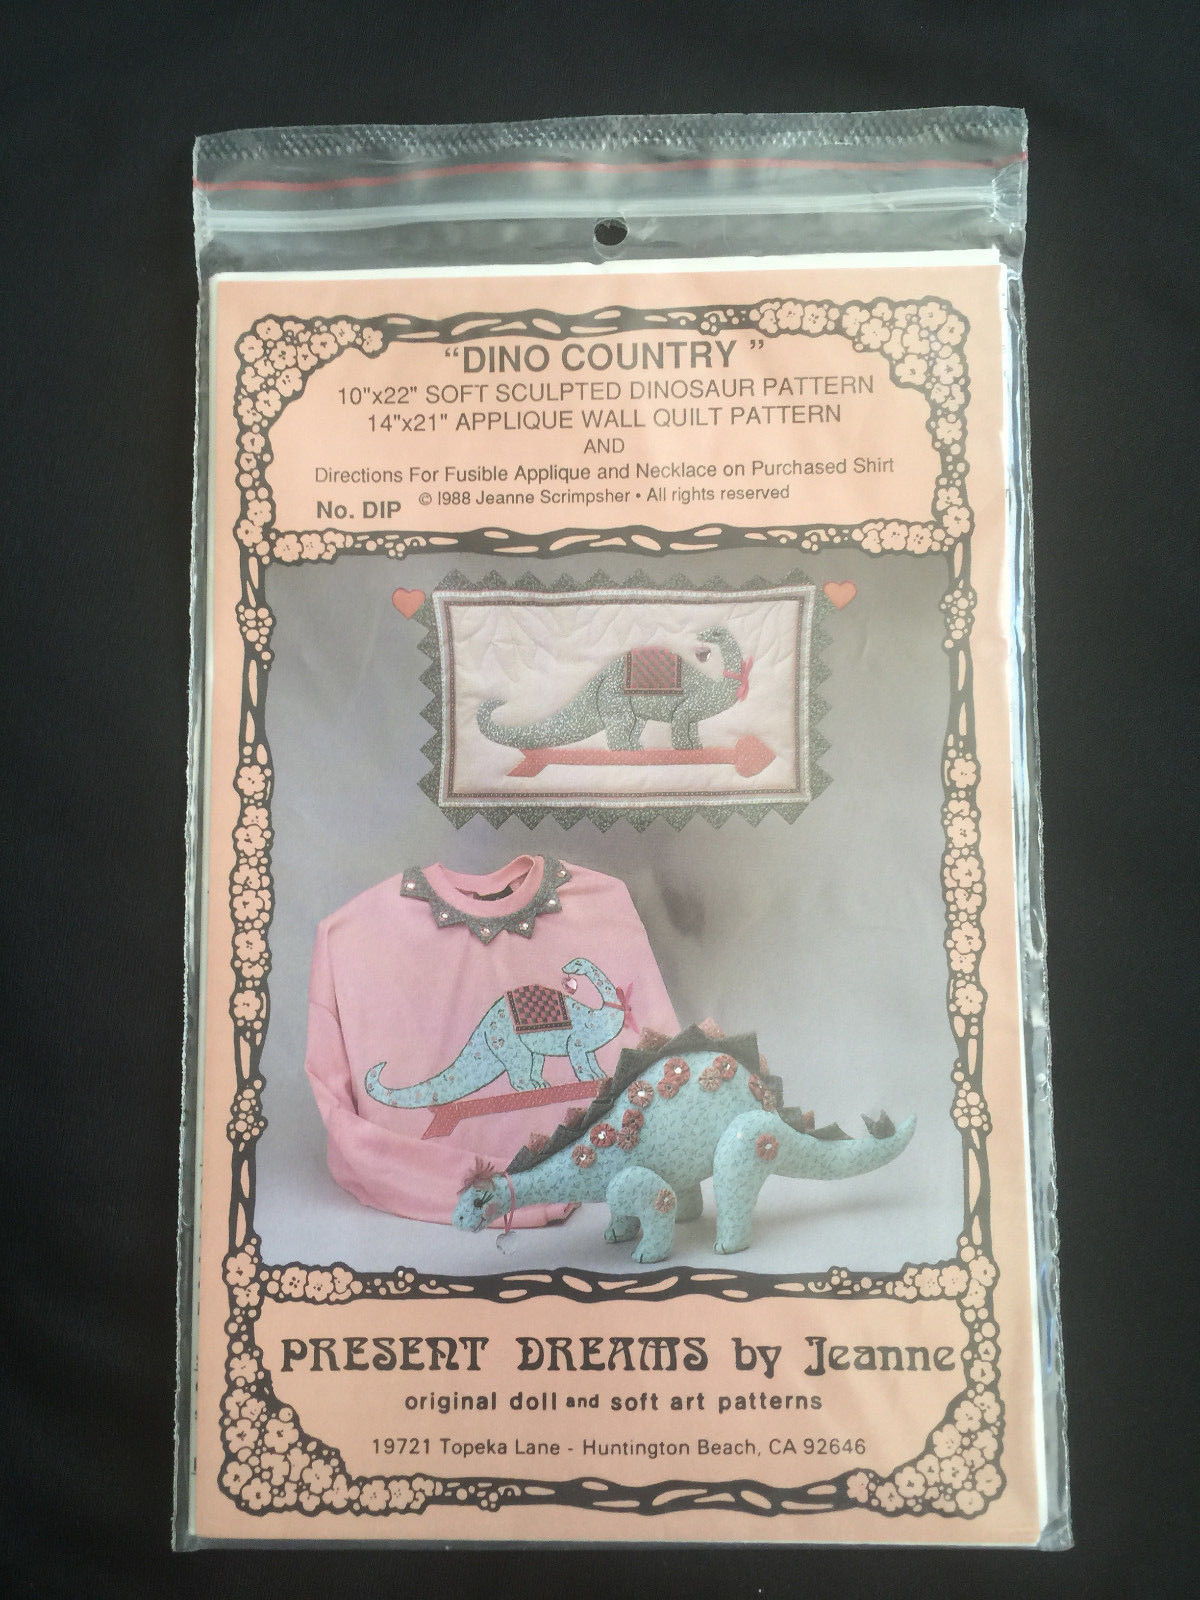 “DINO COUNTRY”
10"x22" SOFT SCULPTED DINOSAUR PATTERN
14"x21" APPLIQUE WALL QUILT PATTERN
AND
Directions For Fusible Applique and Necklace on Purchased Shirt
No. DIP © I988 Jeanne Scrimpsher • All rights reserved
PRESENT DREAMS by Jeanne
original doll and soft art patterns
19721 Topeka Lane - Huntington Beach, CA 92646